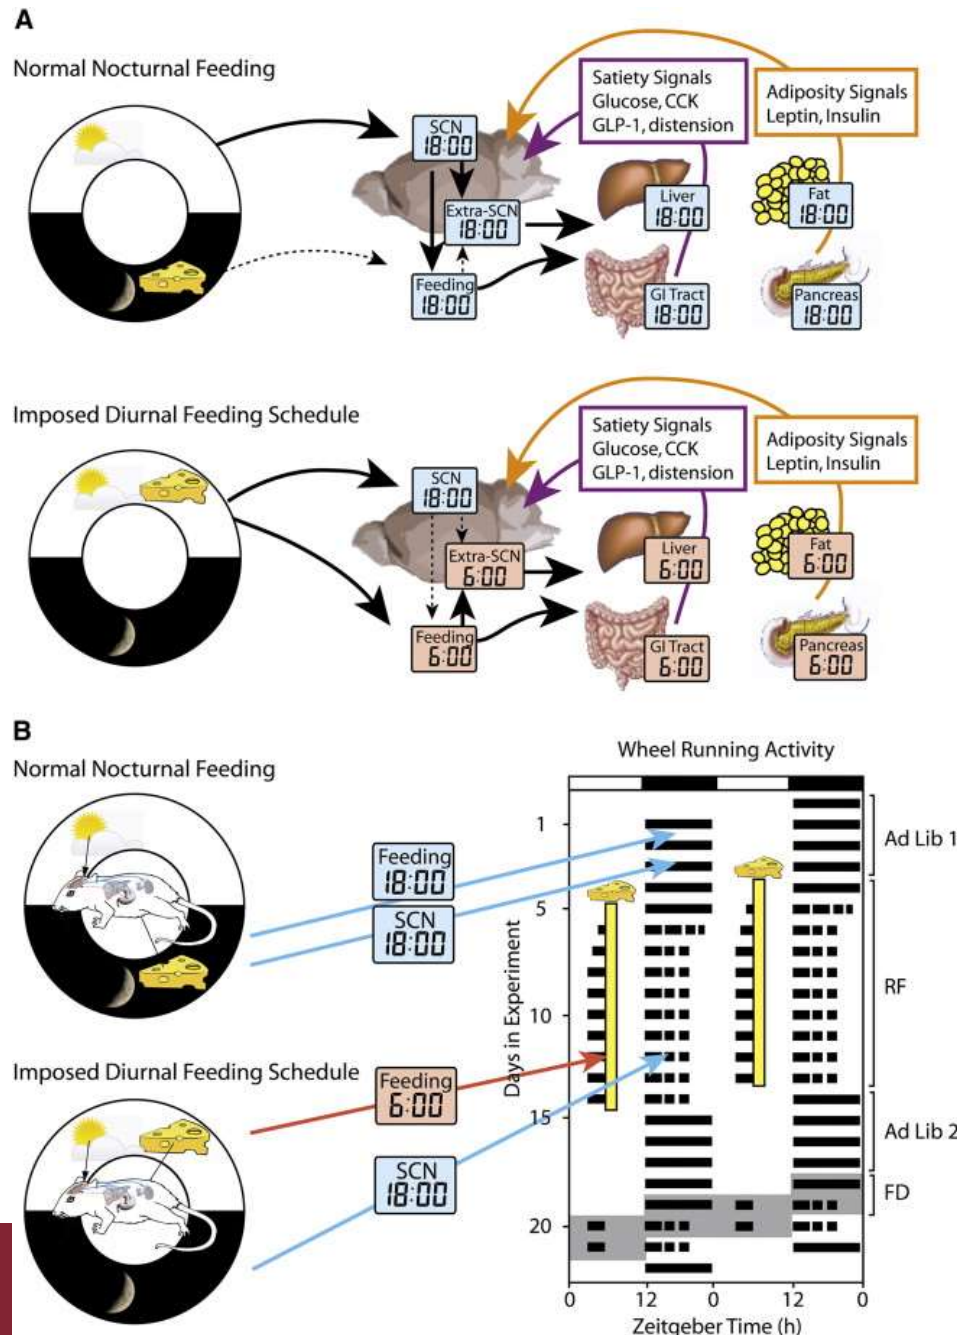 A
Normal Nocturnal Feeding
Satiety Signals
Glucose, CCK
GLP-1, distension
Adiposity Signals
Leptin, Insulin
SCN
18:00
Extra-SCN
18:00
Feeding
18:00
Liver
18:00
GI Tract
18:00
Fat
18:00
Pancreas
18:00
Imposed Diurnal Feeding Schedule
Satiety Signals
Glucose, CCK
GLP-1, distension
Adiposity Signals
Leptin, Insulin
SCN
18:00
Extra-SCN
6:00
Feeding
6:00
Liver
6:00
GI Tract
6:00
Fat
6:00
Pancreas
6:00
B
Normal Nocturnal Feeding
Feeding
18:00
SCN
18:00
Imposed Diurnal Feeding Schedule
Feeding
6:00
SCN
18:00
Wheel Running Activity
Days in Experiment
1
5
10
15
20
Ad Lib 1
RF
Ad Lib 2
FD
0
12
0
12
0
Zeitgeber Time (h)